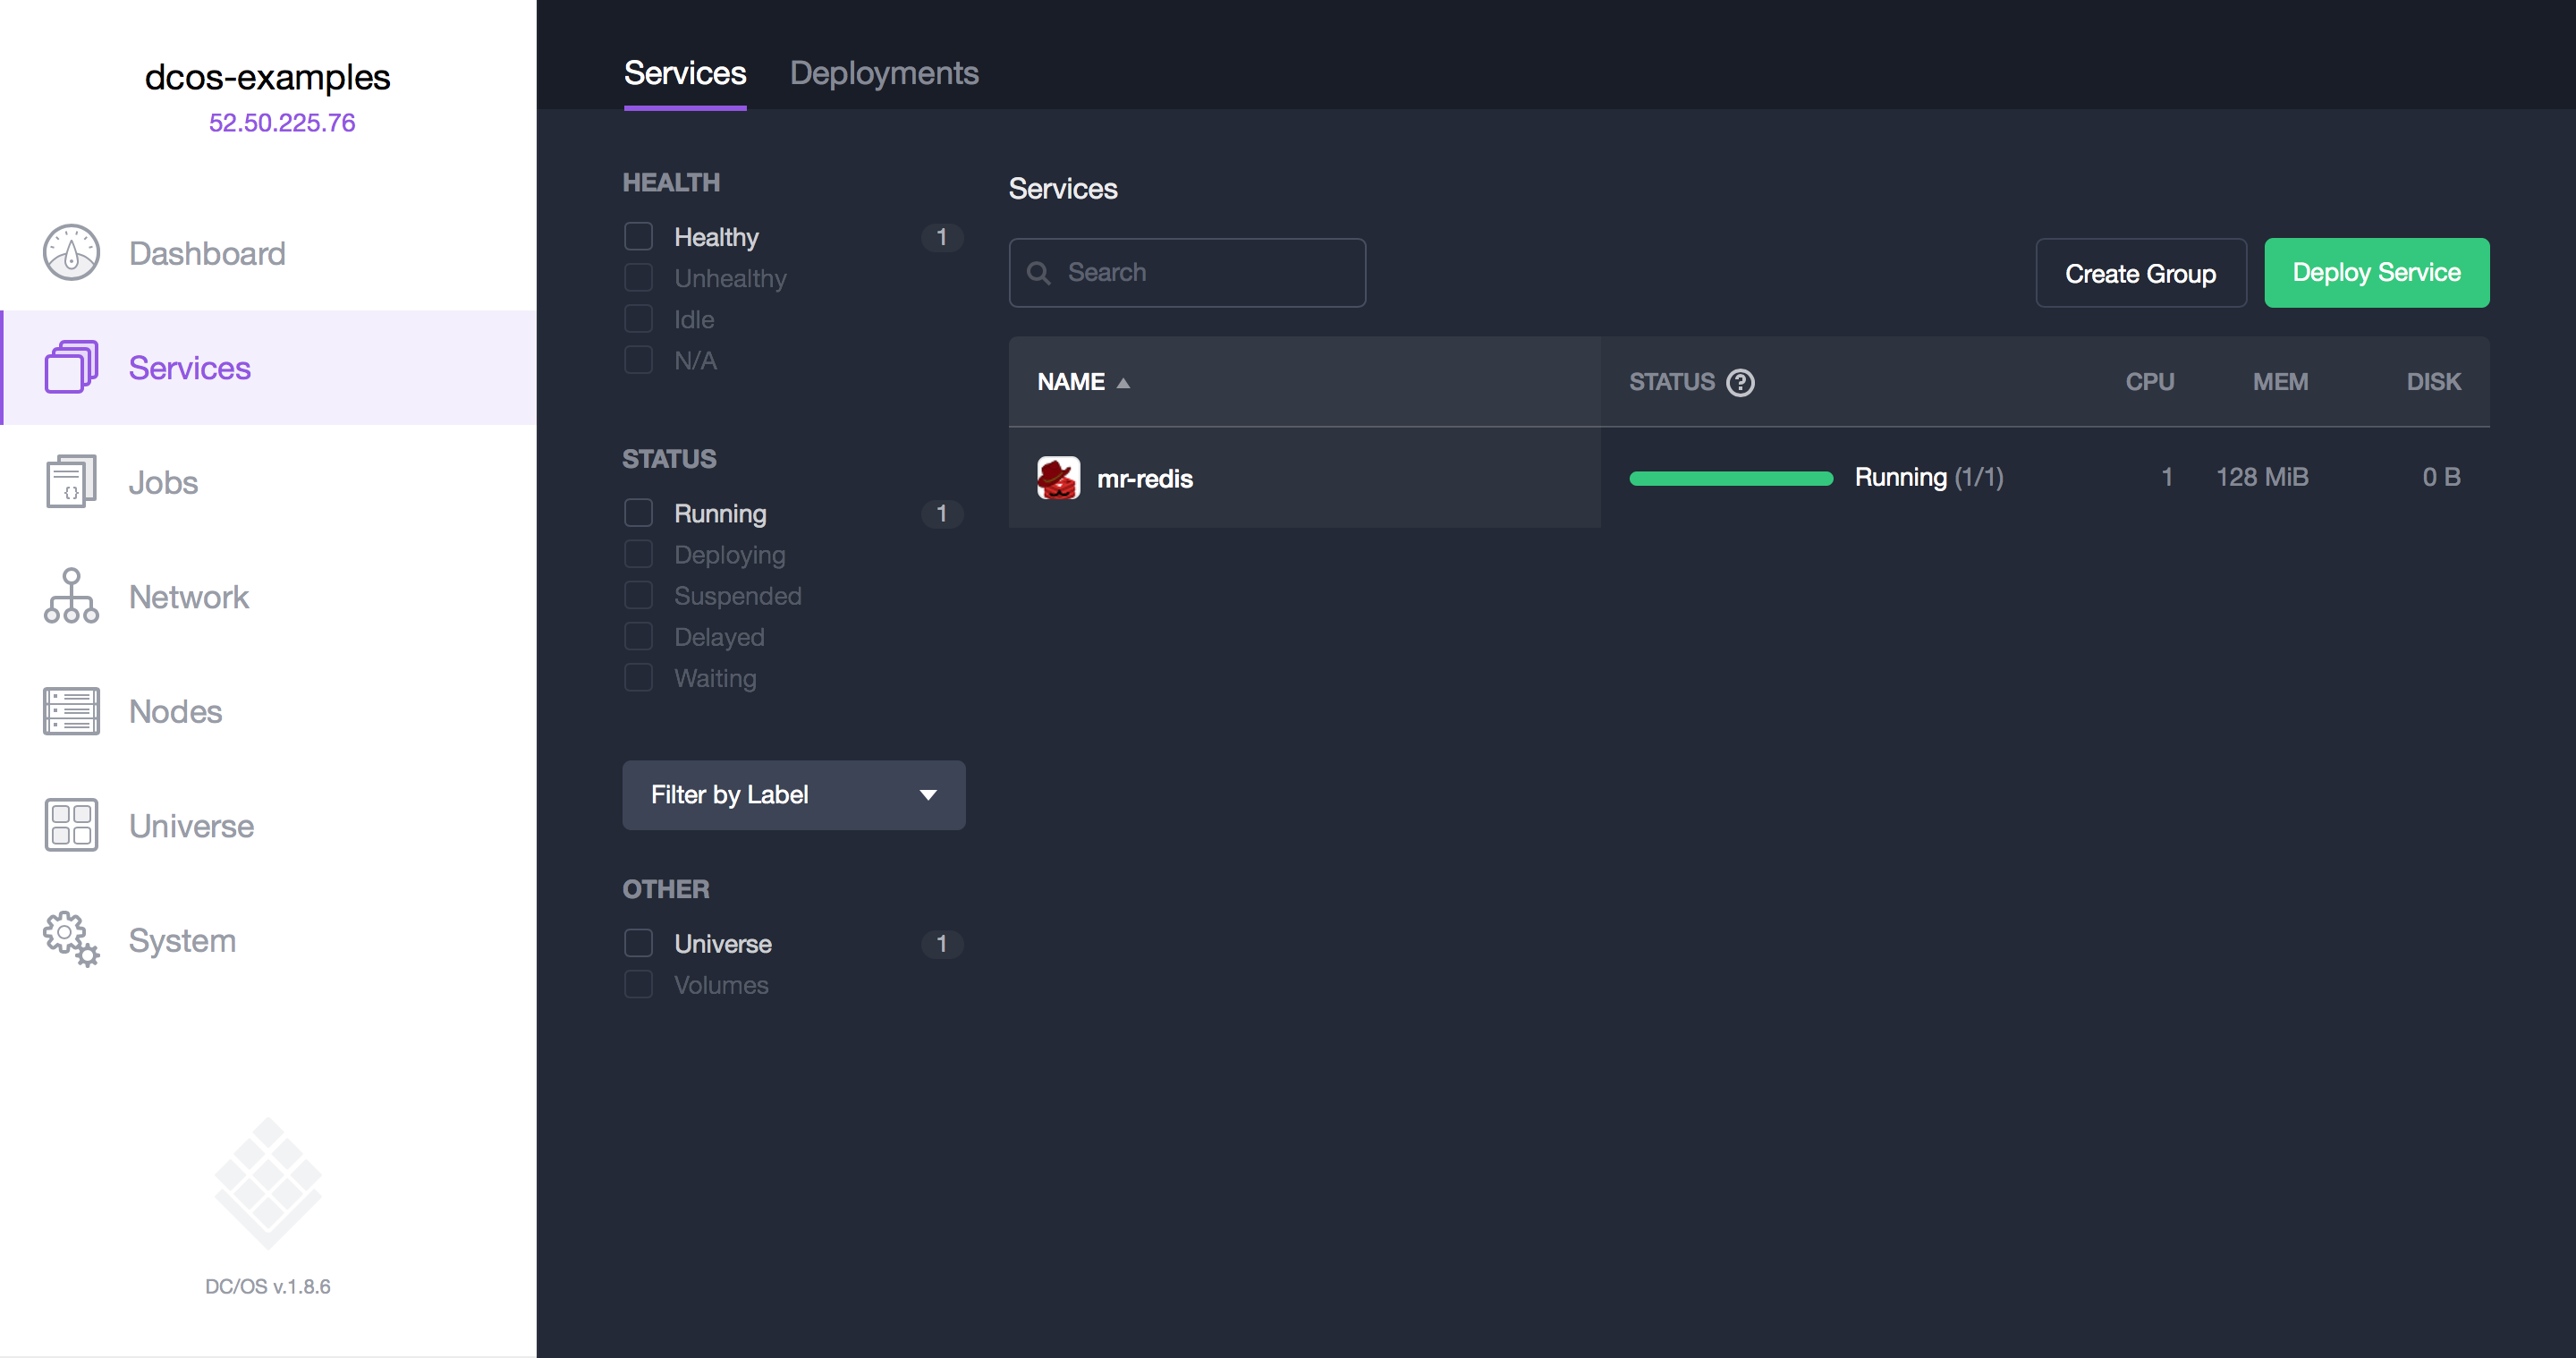 dcos-examples
52.50.225.76
Dashboard
Services
Jobs
Network
Nodes
Universe
System
DC/OS v.1.8.6
Services Deployments
HEALTH
Healthy 1
Unhealthy
Idle
N/A
STATUS
Running 1
Deploying
Suspended
Delayed
Waiting
Filter by Label
OTHER
Universe 1
Volumes
Services
Search
Create Group
Deploy Service
NAME STATUS ? CPU MEM DISK
mr-redis Running (1/1) 1 128 MiB 0 B